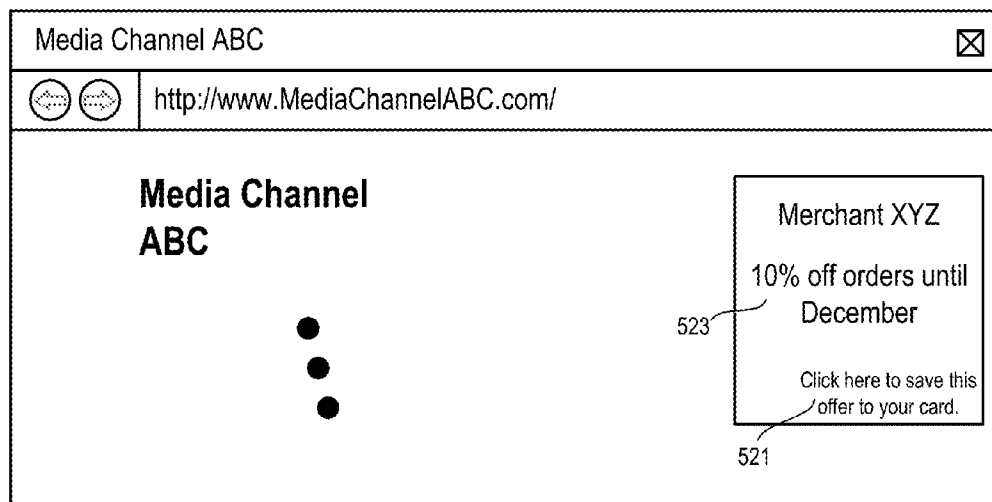 Media Channel ABC
http://www.MediaChannelABC.com/
Media Channel
ABC
Merchant XYZ
10% off orders until
December
523
Click here to save this
offer to your card.
521